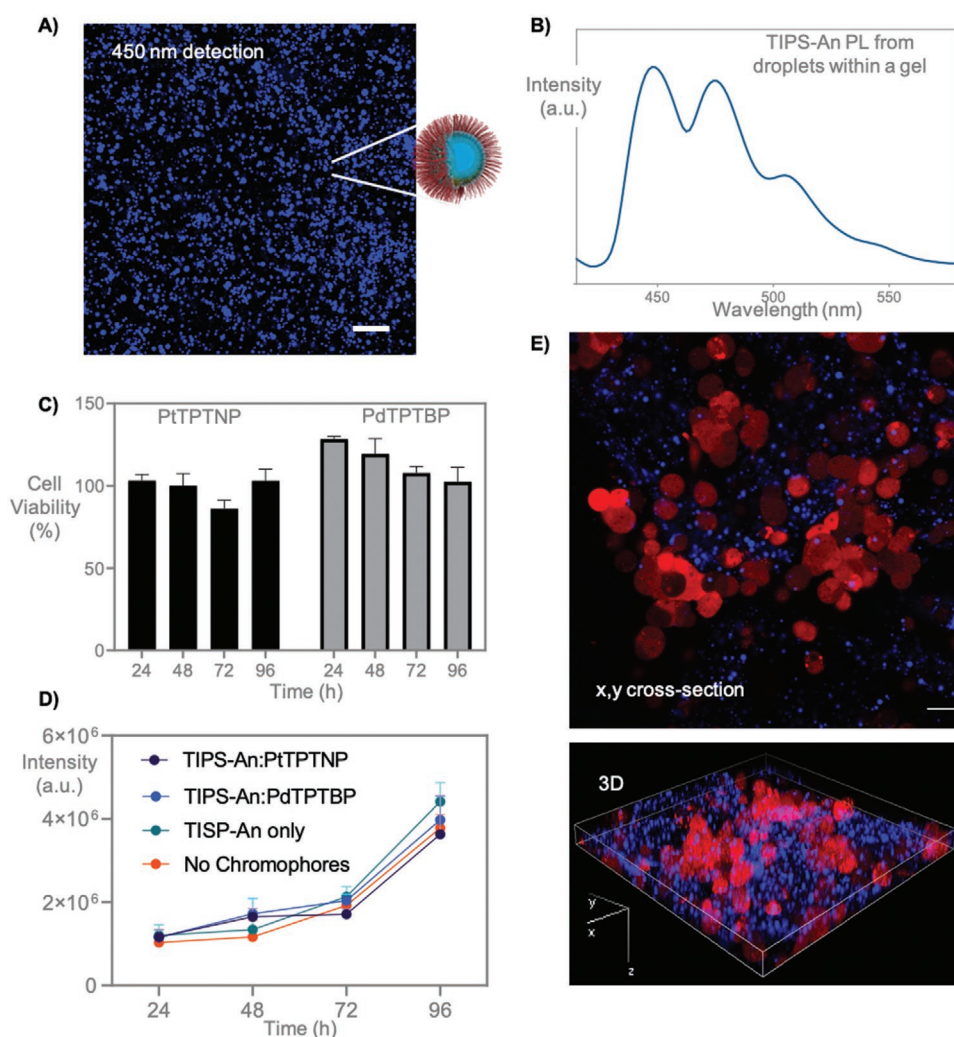 A)
450 nm detection
B)
TIPS-An PL from
droplets within a gel
Intensity
(a.u.)
450
500
550
Wavelength (nm)
C)
150
100
50
0
Cell
Viability
(%)
PtTPTNP
PdTPTBP
24 48 72 96
24 48 72 96
Time (h)
D)
6×10⁶
4×10⁶
2×10⁶
0
Intensity
(a.u.)
TIPS-An:PtTPTNP
TIPS-An:PdTPTBP
TISP-An only
No Chromophores
24 48 72 96
Time (h)
E)
x,y cross-section
3D
y
x
z